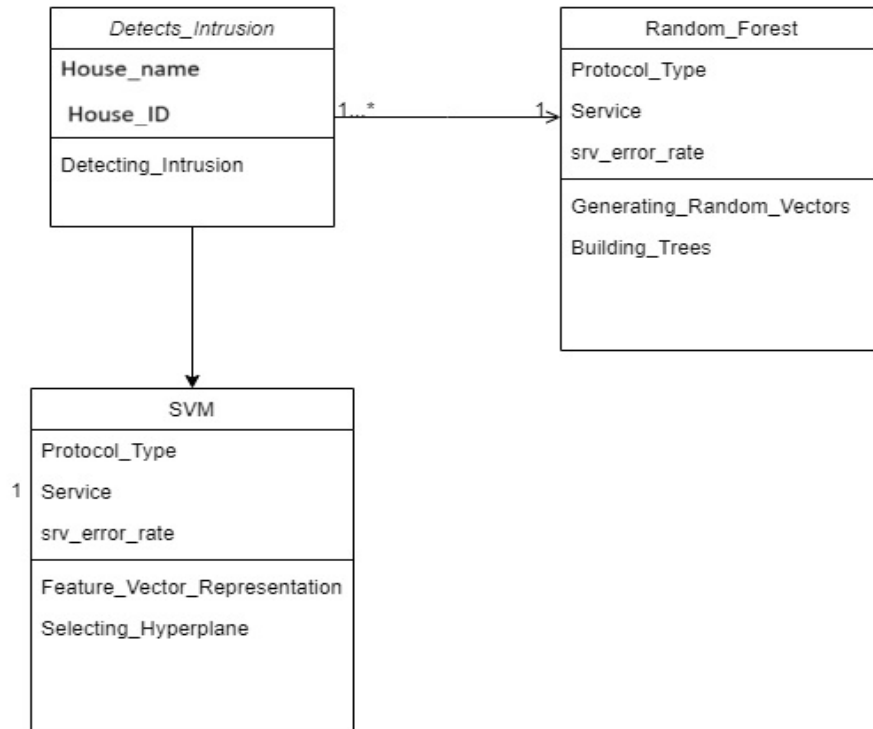 Detects_Intrusion
House_name
House_ID
Detecting_Intrusion
1...*
1
Random_Forest
Protocol_Type
Service
srv_error_rate
Generating_Random_Vectors
Building_Trees
SVM
Protocol_Type
1
Service
srv_error_rate
Feature_Vector_Representation
Selecting_Hyperplane